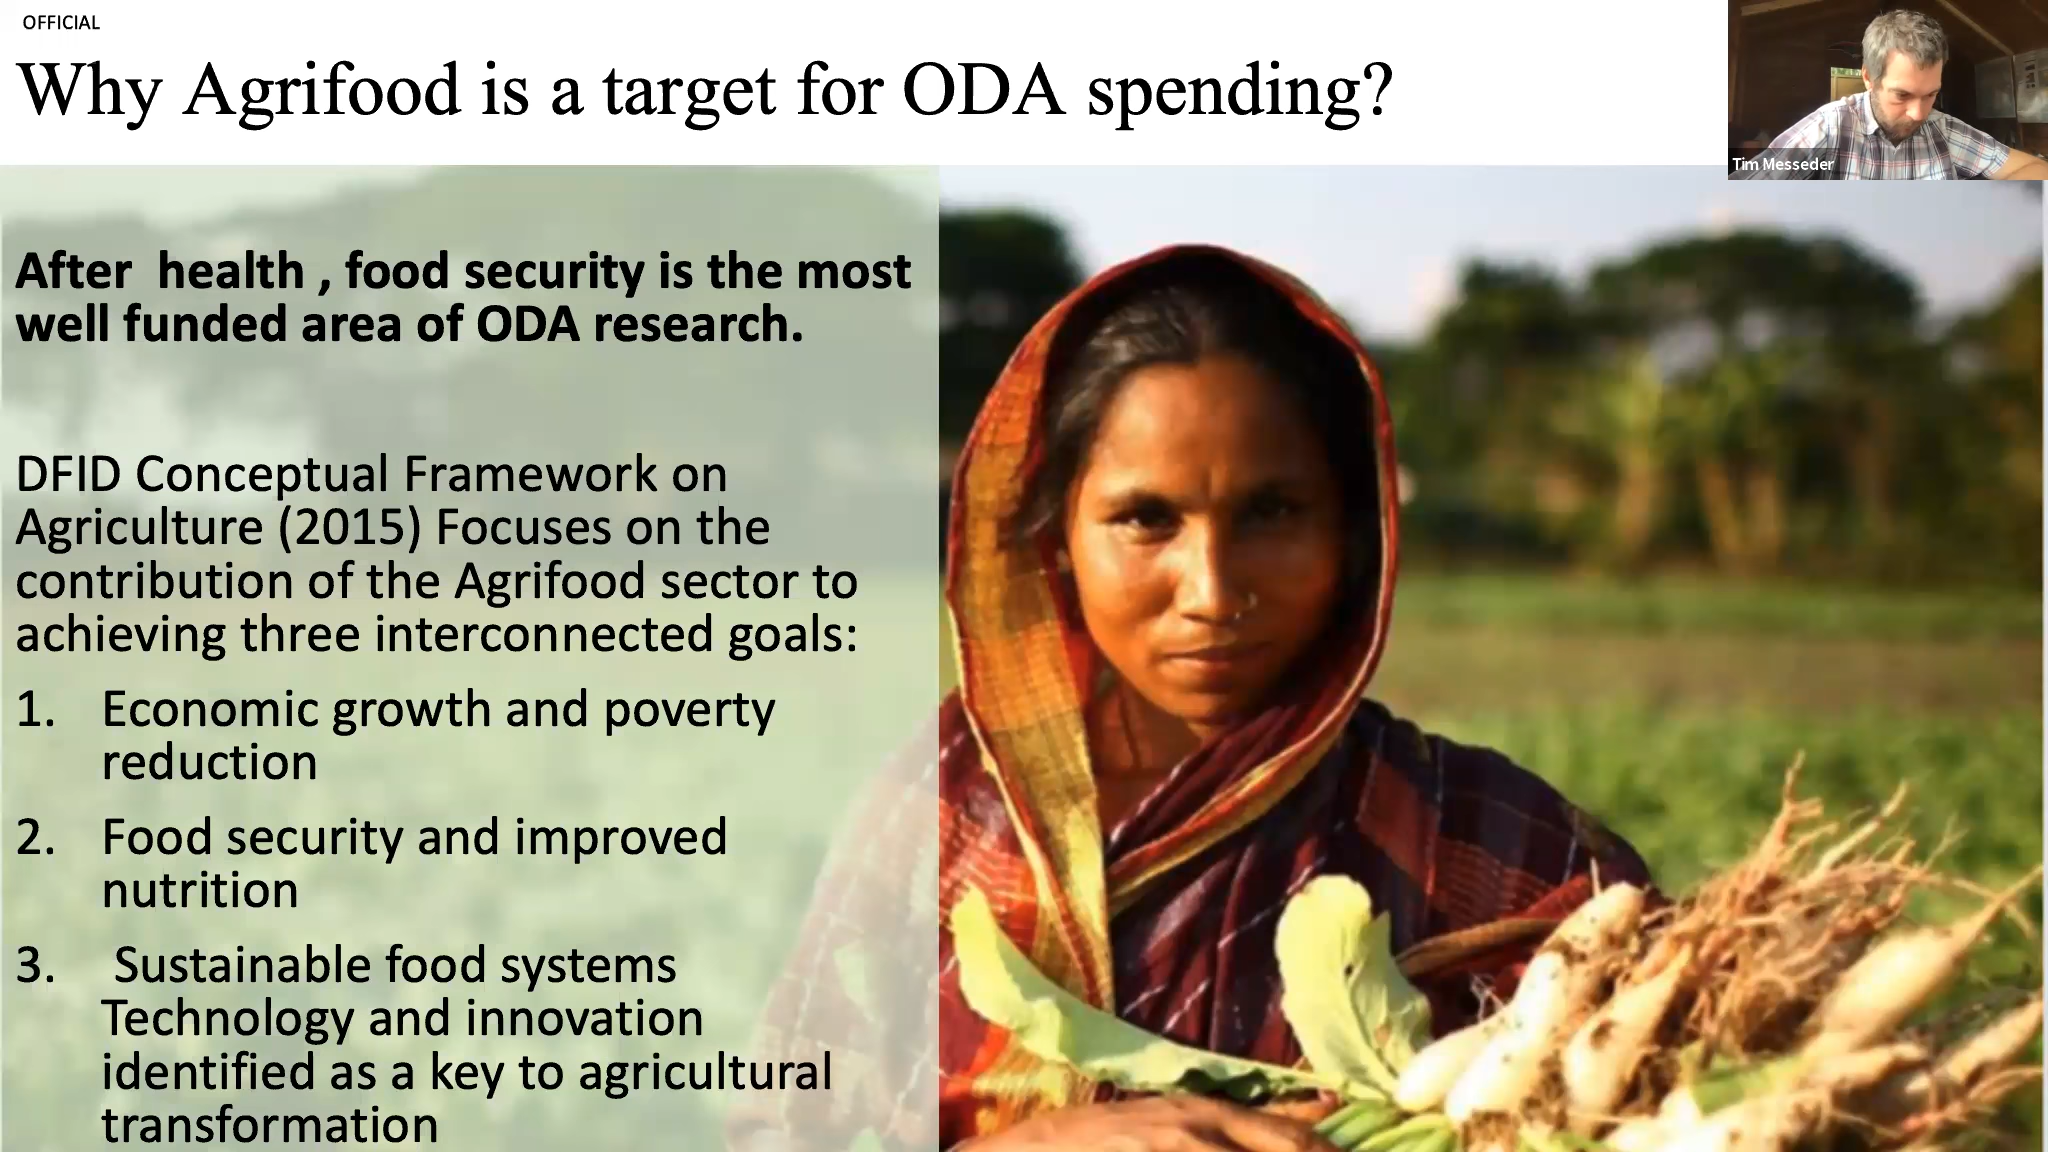 OFFICIAL
Why Agrifood is a target for ODA spending?
Tim Messeder
After health , food security is the most
well funded area of ODA research.
DFID Conceptual Framework on
Agriculture (2015) Focuses on the
contribution of the Agrifood sector to
achieving three interconnected goals:
1. Economic growth and poverty
reduction
2. Food security and improved
nutrition
3. Sustainable food systems
Technology and innovation
identified as a key to agricultural
transformation